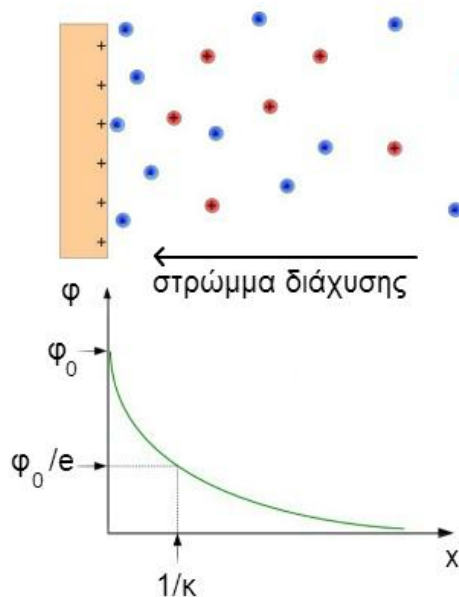 +
+
+
+
+
+
στρώμμα διάχυσης
φ
φ₀
φ₀/e
1/κ
x